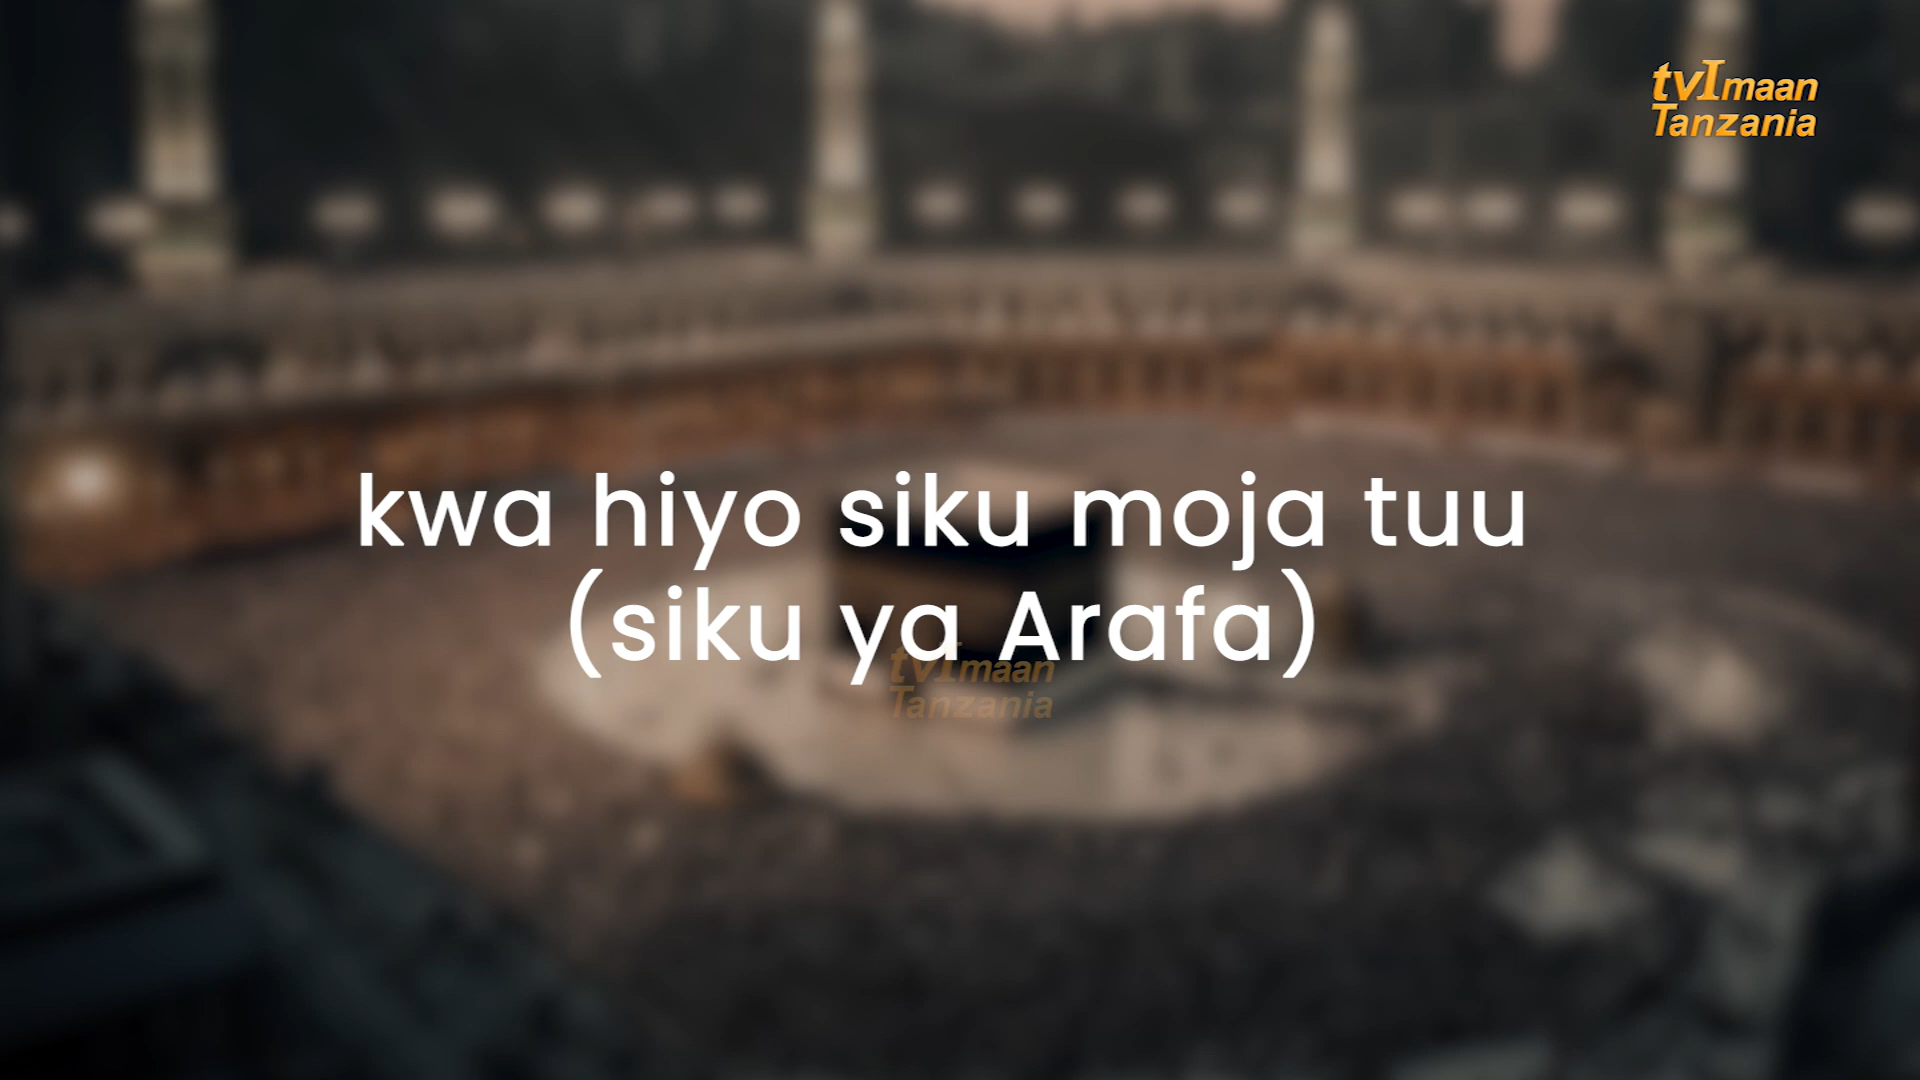 tvImaan
Tanzania
kwa hiyo siku moja tuu
(siku ya Arafa)
tvImaan
Tanzania